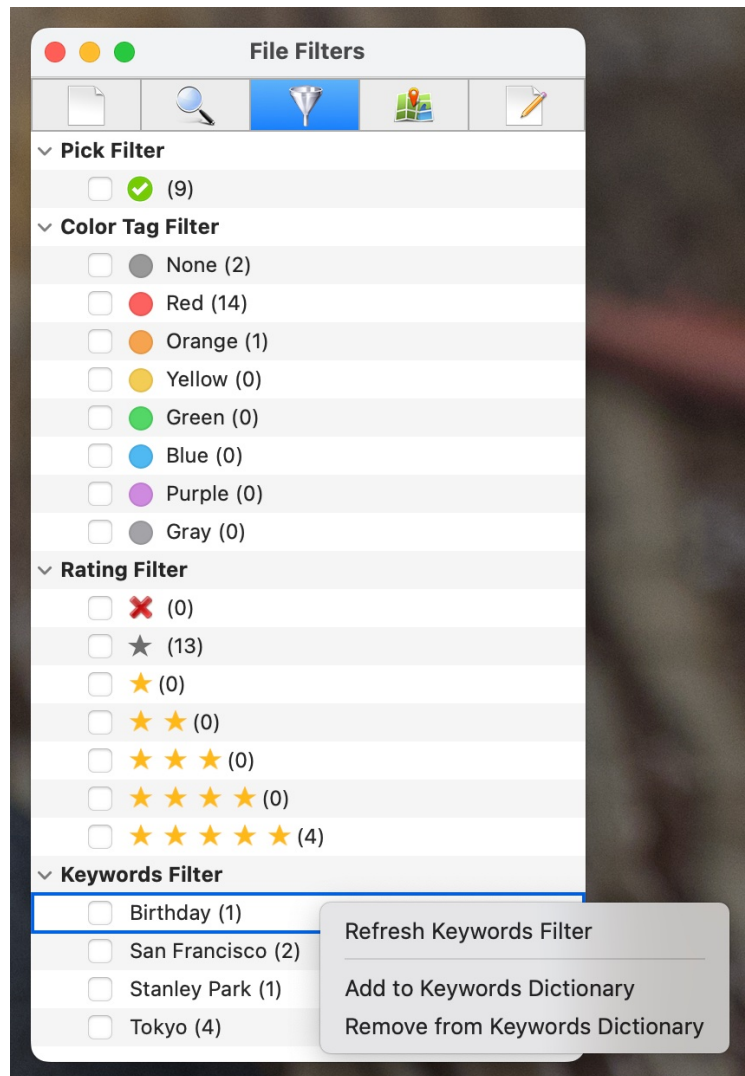 File Filters
Pick Filter
(9)
Color Tag Filter
None (2)
Red (14)
Orange (1)
Yellow (0)
Green (0)
Blue (0)
Purple (0)
Gray (0)
Rating Filter
(0)
(13)
(0)
(0)
(0)
(0)
(4)
Keywords Filter
Birthday (1)
San Francisco (2)
Stanley Park (1)
Tokyo (4)
Refresh Keywords Filter
Add to Keywords Dictionary
Remove from Keywords Dictionary